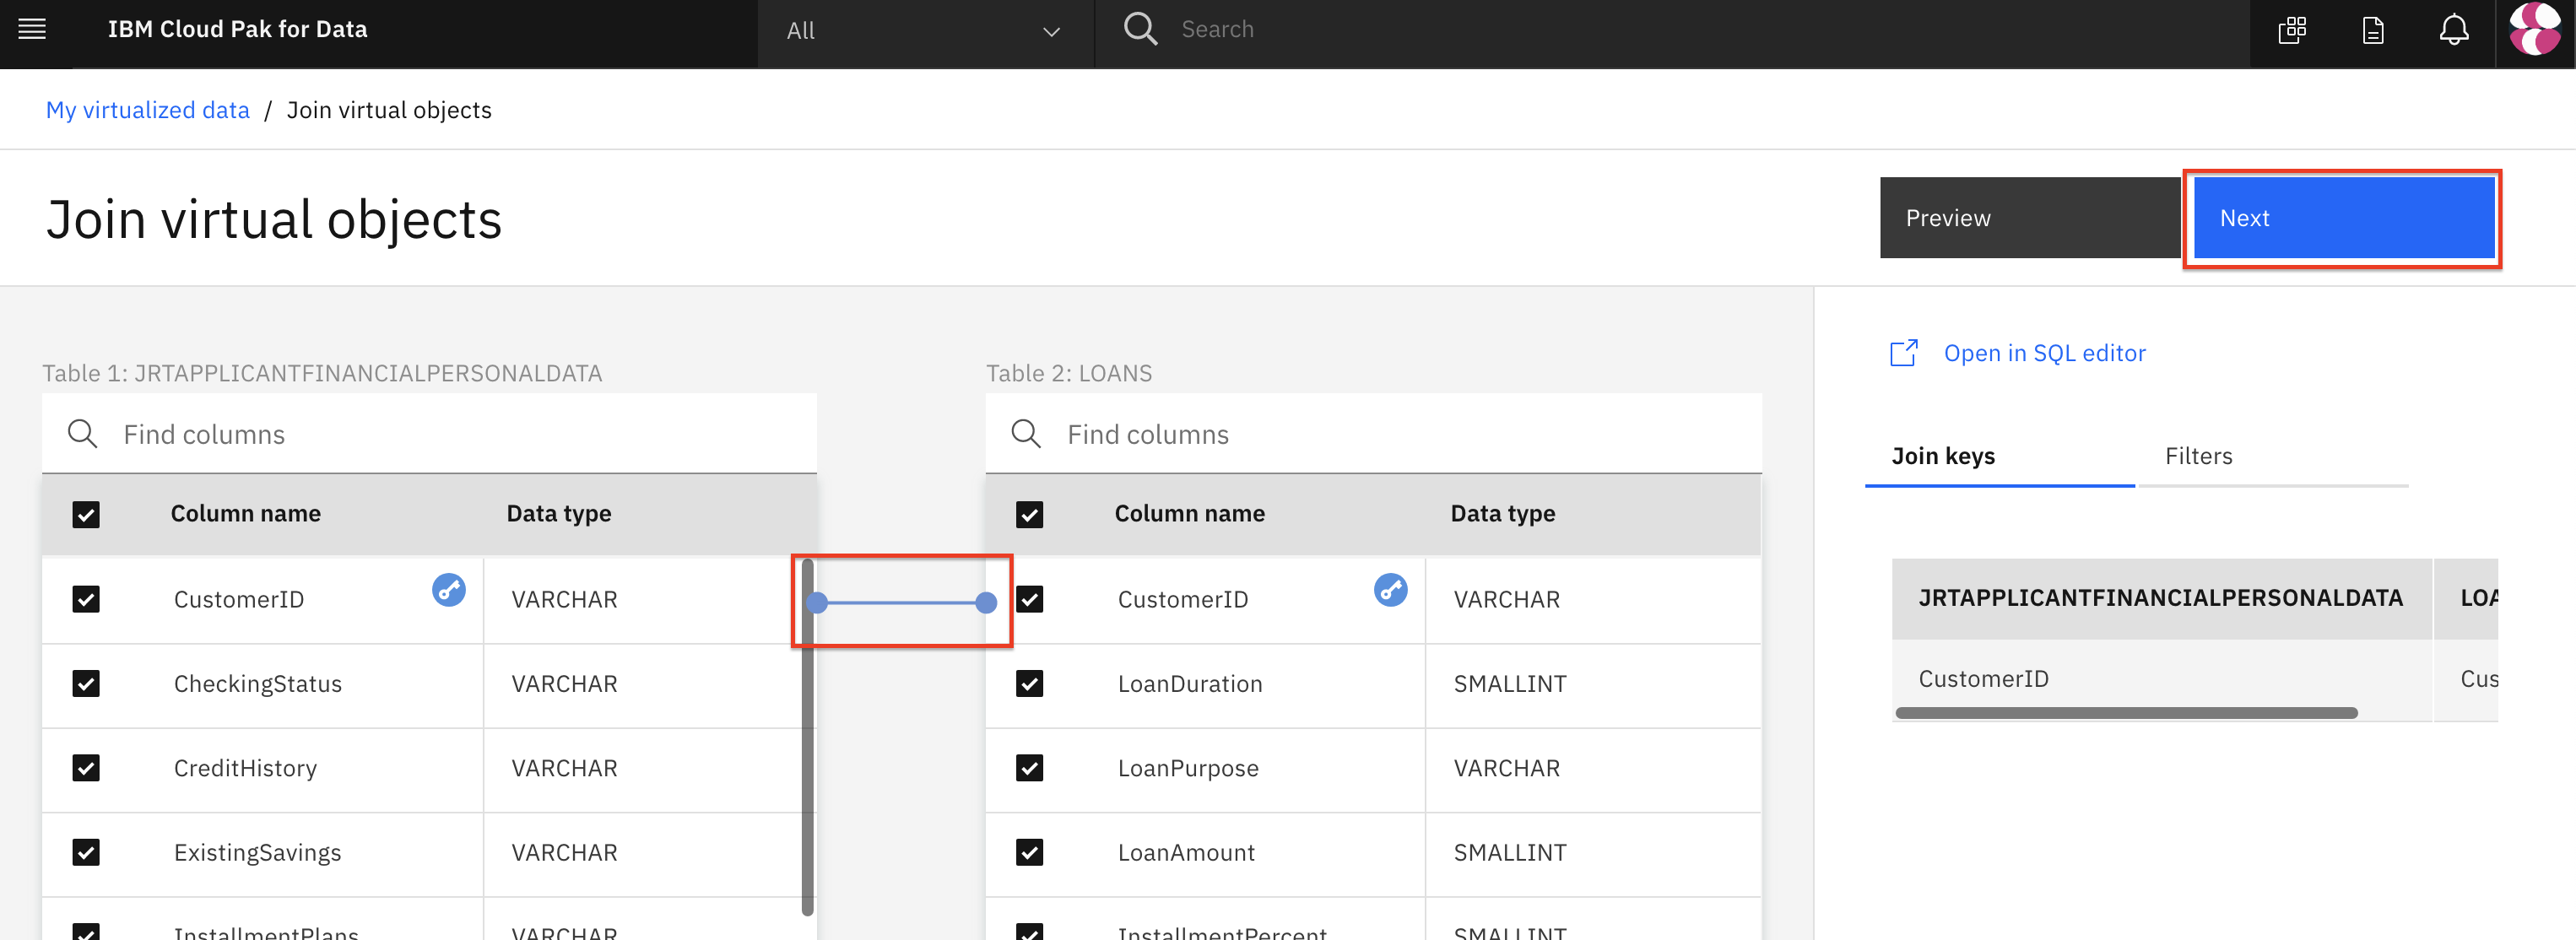 IBM Cloud Pak for Data
All
Search
My virtualized data / Join virtual objects
Join virtual objects
Preview
Next
Open in SQL editor
Join keys
Filters
Table 1: JRTAPPLICANTFINANCIALPERSONALDATA
Find columns
Column name Data type
CustomerID VARCHAR
CheckingStatus VARCHAR
CreditHistory VARCHAR
ExistingSavings VARCHAR
InstallmentPlans VARCHAR
Table 2: LOANS
Find columns
Column name Data type
CustomerID VARCHAR
LoanDuration SMALLINT
LoanPurpose VARCHAR
LoanAmount SMALLINT
InstallmentPercent SMALLINT
JRTAPPLICANTFINANCIALPERSONALDATA LOA
CustomerID Cus